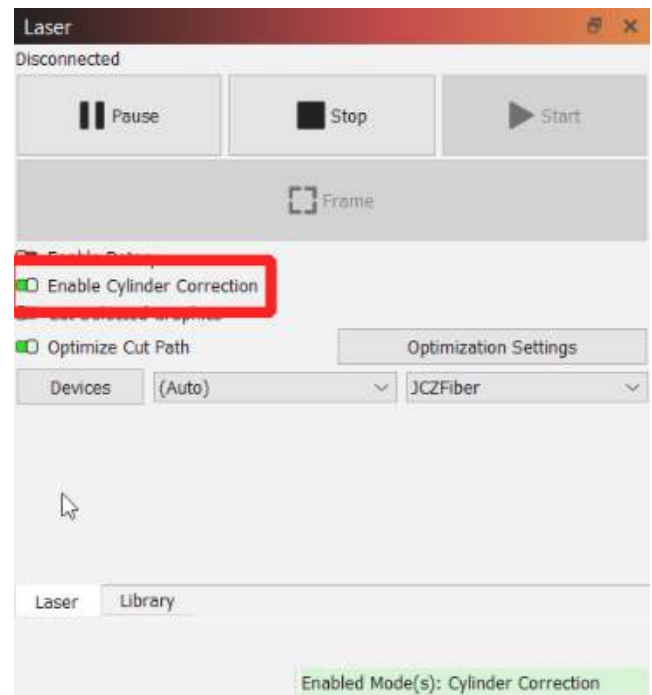 Laser
Disconnected
Pause
Stop
Start
Frame
Enable
Enable Cylinder Correction
Optimize Cut Path
Optimization Settings
Devices
(Auto)
JCZFiber
Laser
Library
Enabled Mode(s): Cylinder Correction